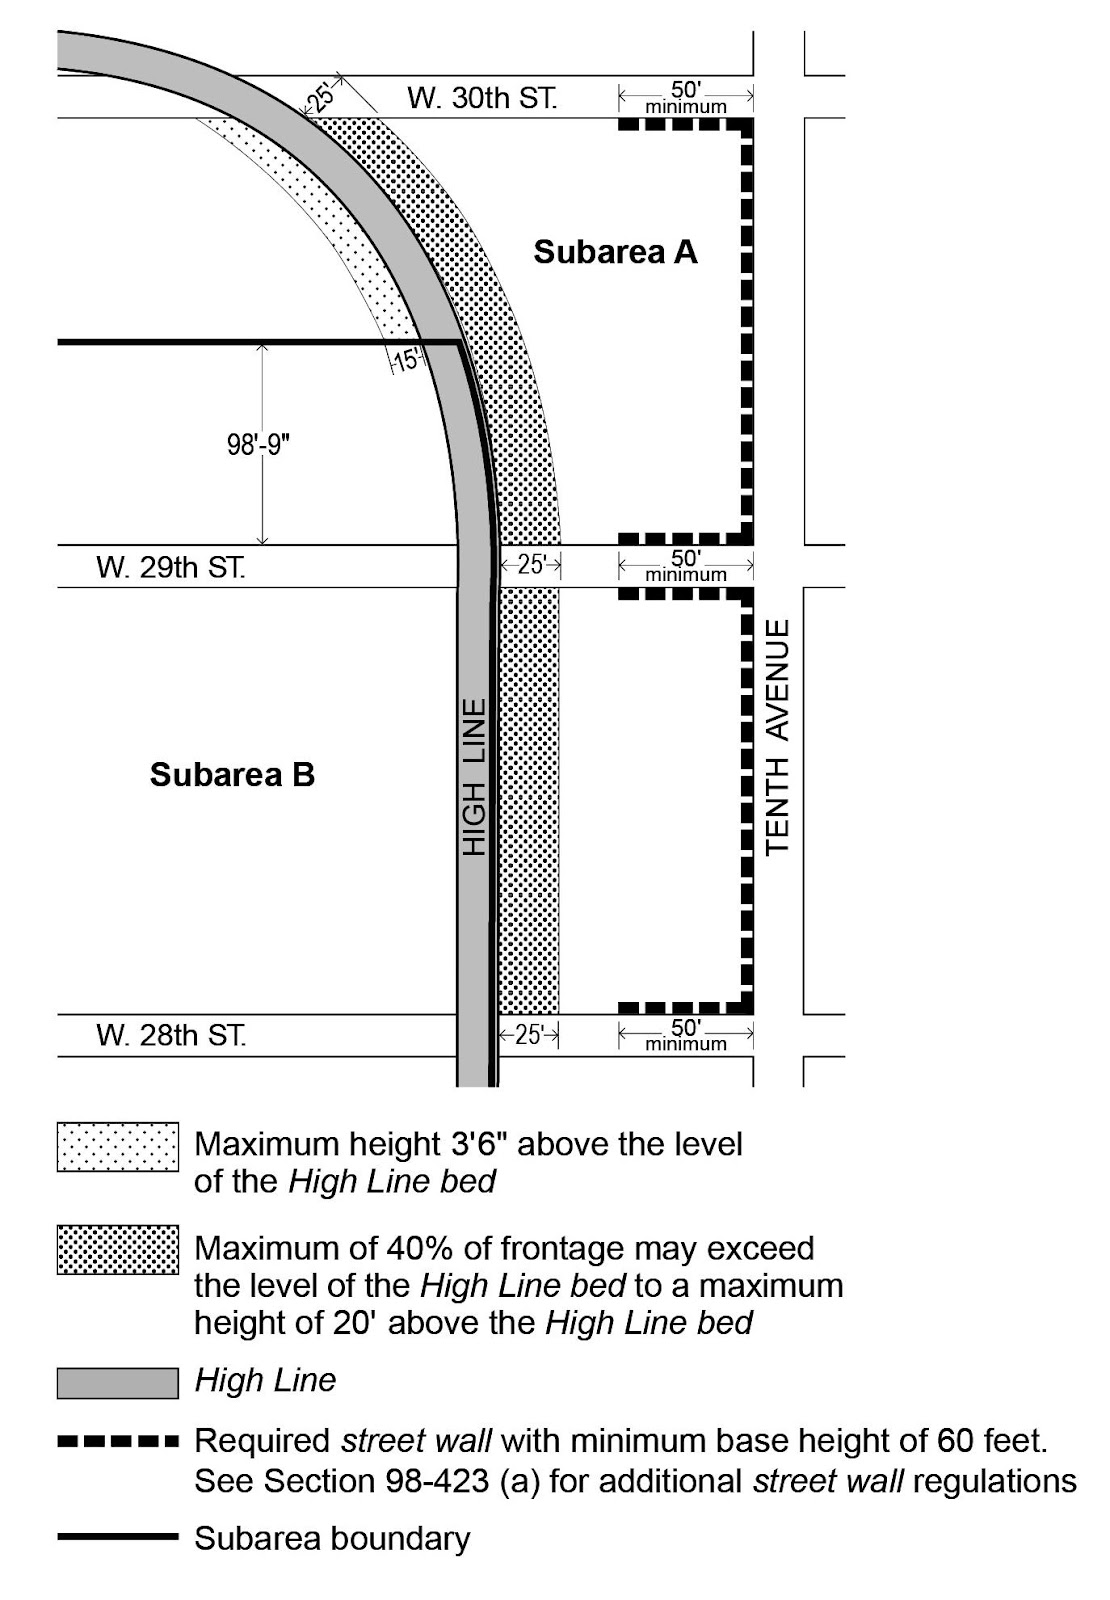 25'
W. 30th ST.
50'
minimum
Subarea A
15'
98'-9"
W. 29th ST.
25'
50'
minimum
HIGH LINE
TENTH AVENUE
Subarea B
W. 28th ST.
25'
50'
minimum
Maximum height 3'6" above the level
of the High Line bed
Maximum of 40% of frontage may exceed
the level of the High Line bed to a maximum
height of 20' above the High Line bed
High Line
Required street wall with minimum base height of 60 feet.
See Section 98-423 (a) for additional street wall regulations
Subarea boundary